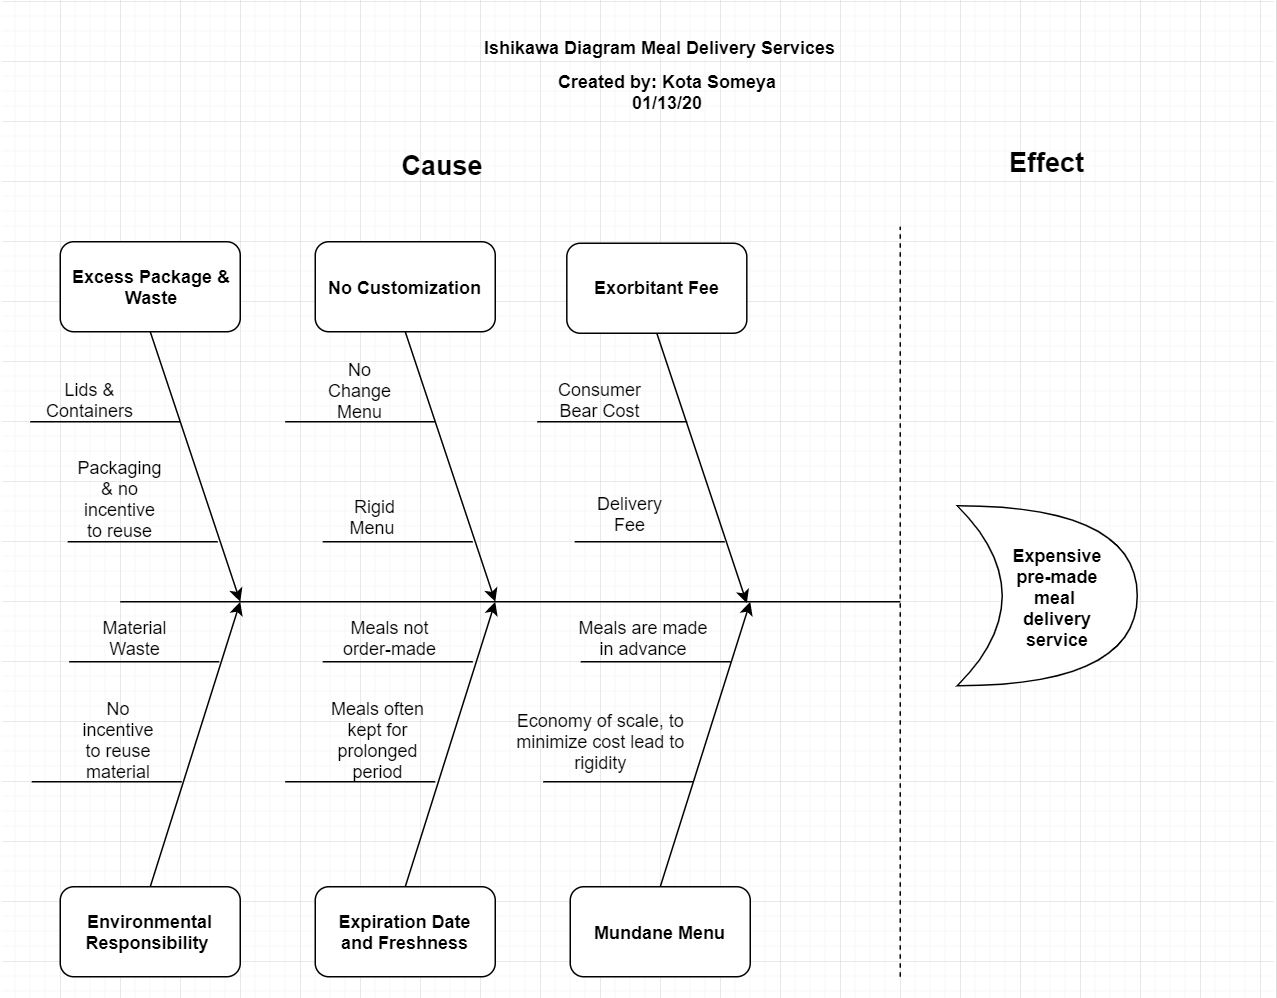 Ishikawa Diagram Meal Delivery Services
Created by: Kota Someya
01/13/20
Cause
Effect
Excess Package &
Waste
No Customization
Exorbitant Fee
Lids &
Containers
No
Change
Menu
Consumer
Bear Cost
Packaging
& no
incentive
to reuse
Rigid
Menu
Delivery
Fee
Expensive
pre-made
meal
delivery
service
Material
Waste
Meals not
order-made
Meals are made
in advance
No
incentive
to reuse
material
Meals often
kept for
prolonged
period
Economy of scale, to
minimize cost lead to
rigidity
Environmental
Responsibility
Expiration Date
and Freshness
Mundane Menu